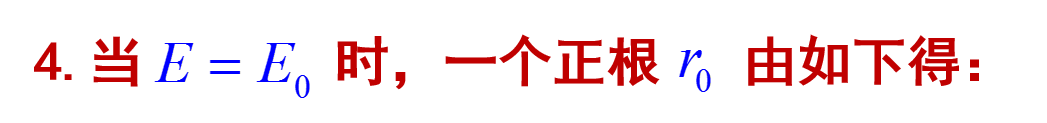 4. 当 E = E₀ 时，一个正根 r₀ 由如下得：